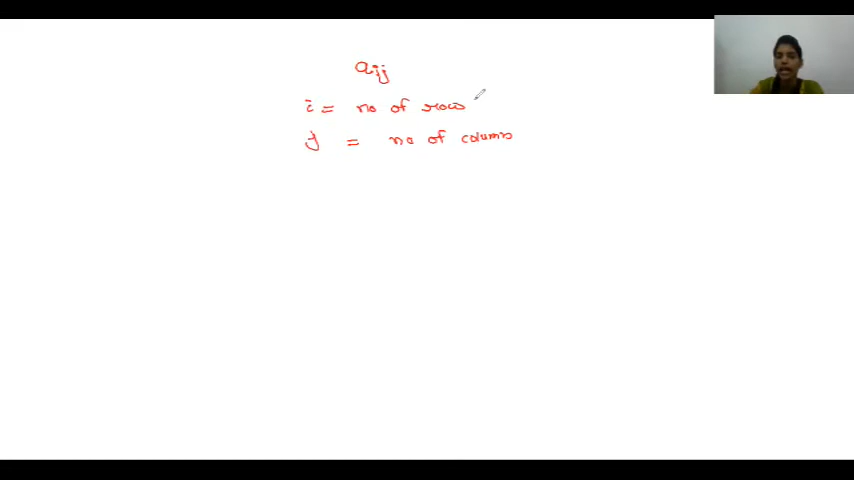 aij
i = no of row
j = no of column